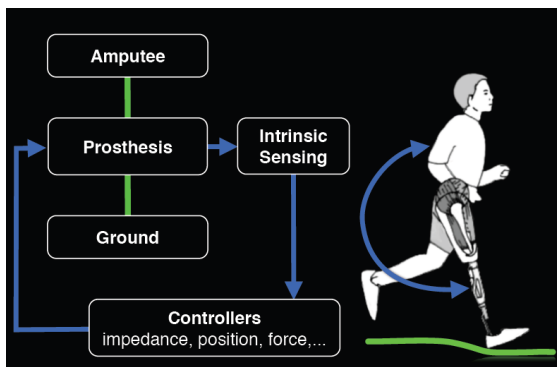 Amputee
Prosthesis
Intrinsic
Sensing
Ground
Controllers
impedance, position, force,...